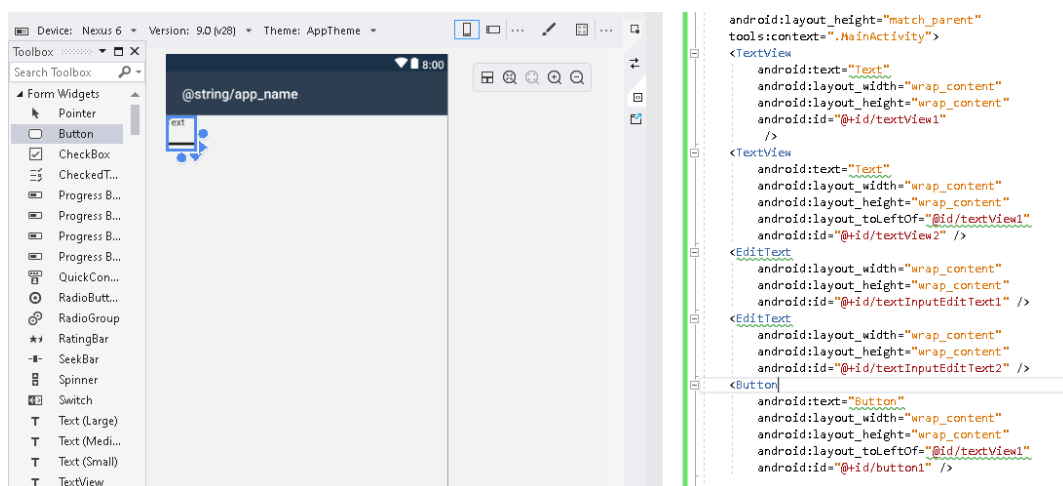 Device: Nexus 6 Version: 9.0 (v28) Theme: AppTheme ...
Toolbox
Search Toolbox
Form Widgets
Pointer
Button
CheckBox
CheckedT...
Progress B...
Progress B...
Progress B...
Progress B...
QuickCon...
RadioButt...
RadioGroup
RatingBar
SeekBar
Spinner
Switch
T Text (Large)
T Text (Medi...
T Text (Small)
T TextView
8:00
@string/app_name
ext
android:layout_height="match_parent"
tools:context=".MainActivity">
<TextView
android:text="Text"
android:layout_width="wrap_content"
android:layout_height="wrap_content"
android:id="@+id/textView1"
/>
<TextView
android:text="Text"
android:layout_width="wrap_content"
android:layout_height="wrap_content"
android:layout_toLeftOf="@id/textView1"
android:id="@+id/textView2" />
<EditText
android:layout_width="wrap_content"
android:layout_height="wrap_content"
android:id="@+id/textInputEditText1" />
<EditText
android:layout_width="wrap_content"
android:layout_height="wrap_content"
android:id="@+id/textInputEditText2" />
<Button
android:text="Button"
android:layout_width="wrap_content"
android:layout_height="wrap_content"
android:layout_toLeftOf="@id/textView1"
android:id="@+id/button1" />